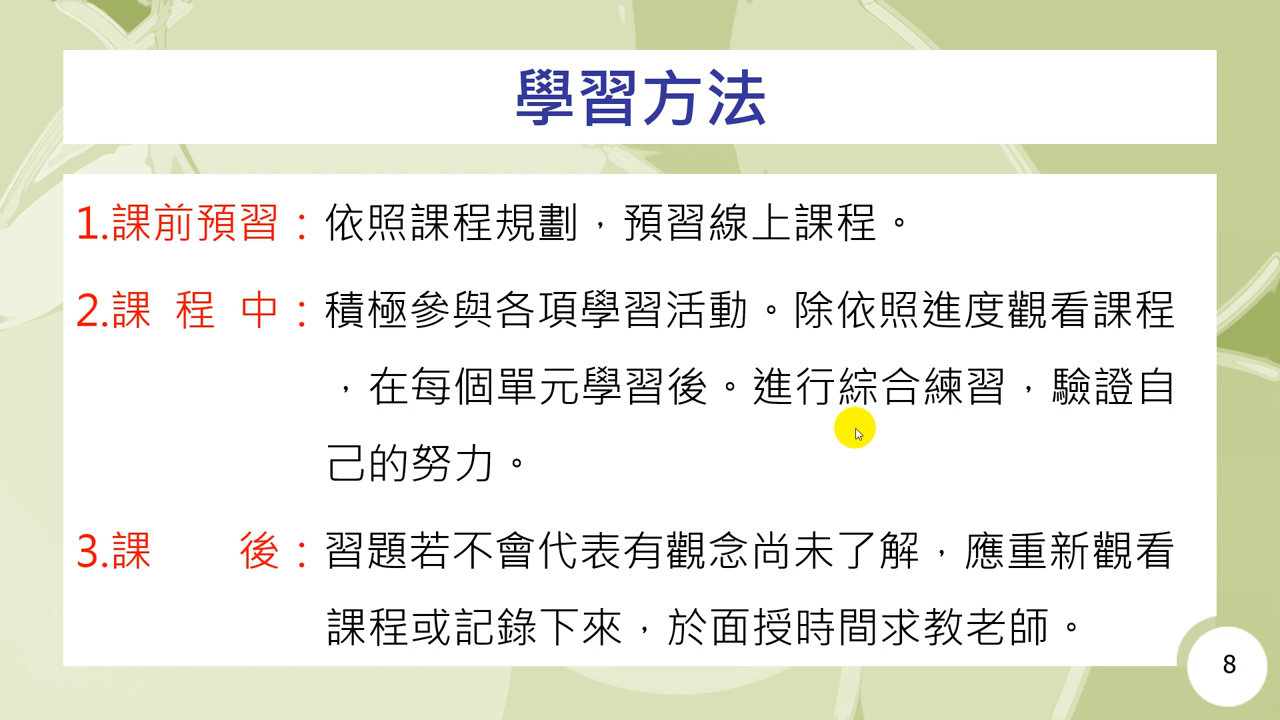 學習方法
1.課前預習：依照課程規劃，預習線上課程。
2.課 程 中：積極參與各項學習活動。除依照進度觀看課程
，在每個單元學習後。進行綜合練習，驗證自
己的努力。
3.課　　後：習題若不會代表有觀念尚未了解，應重新觀看
課程或記錄下來，於面授時間求教老師。
8